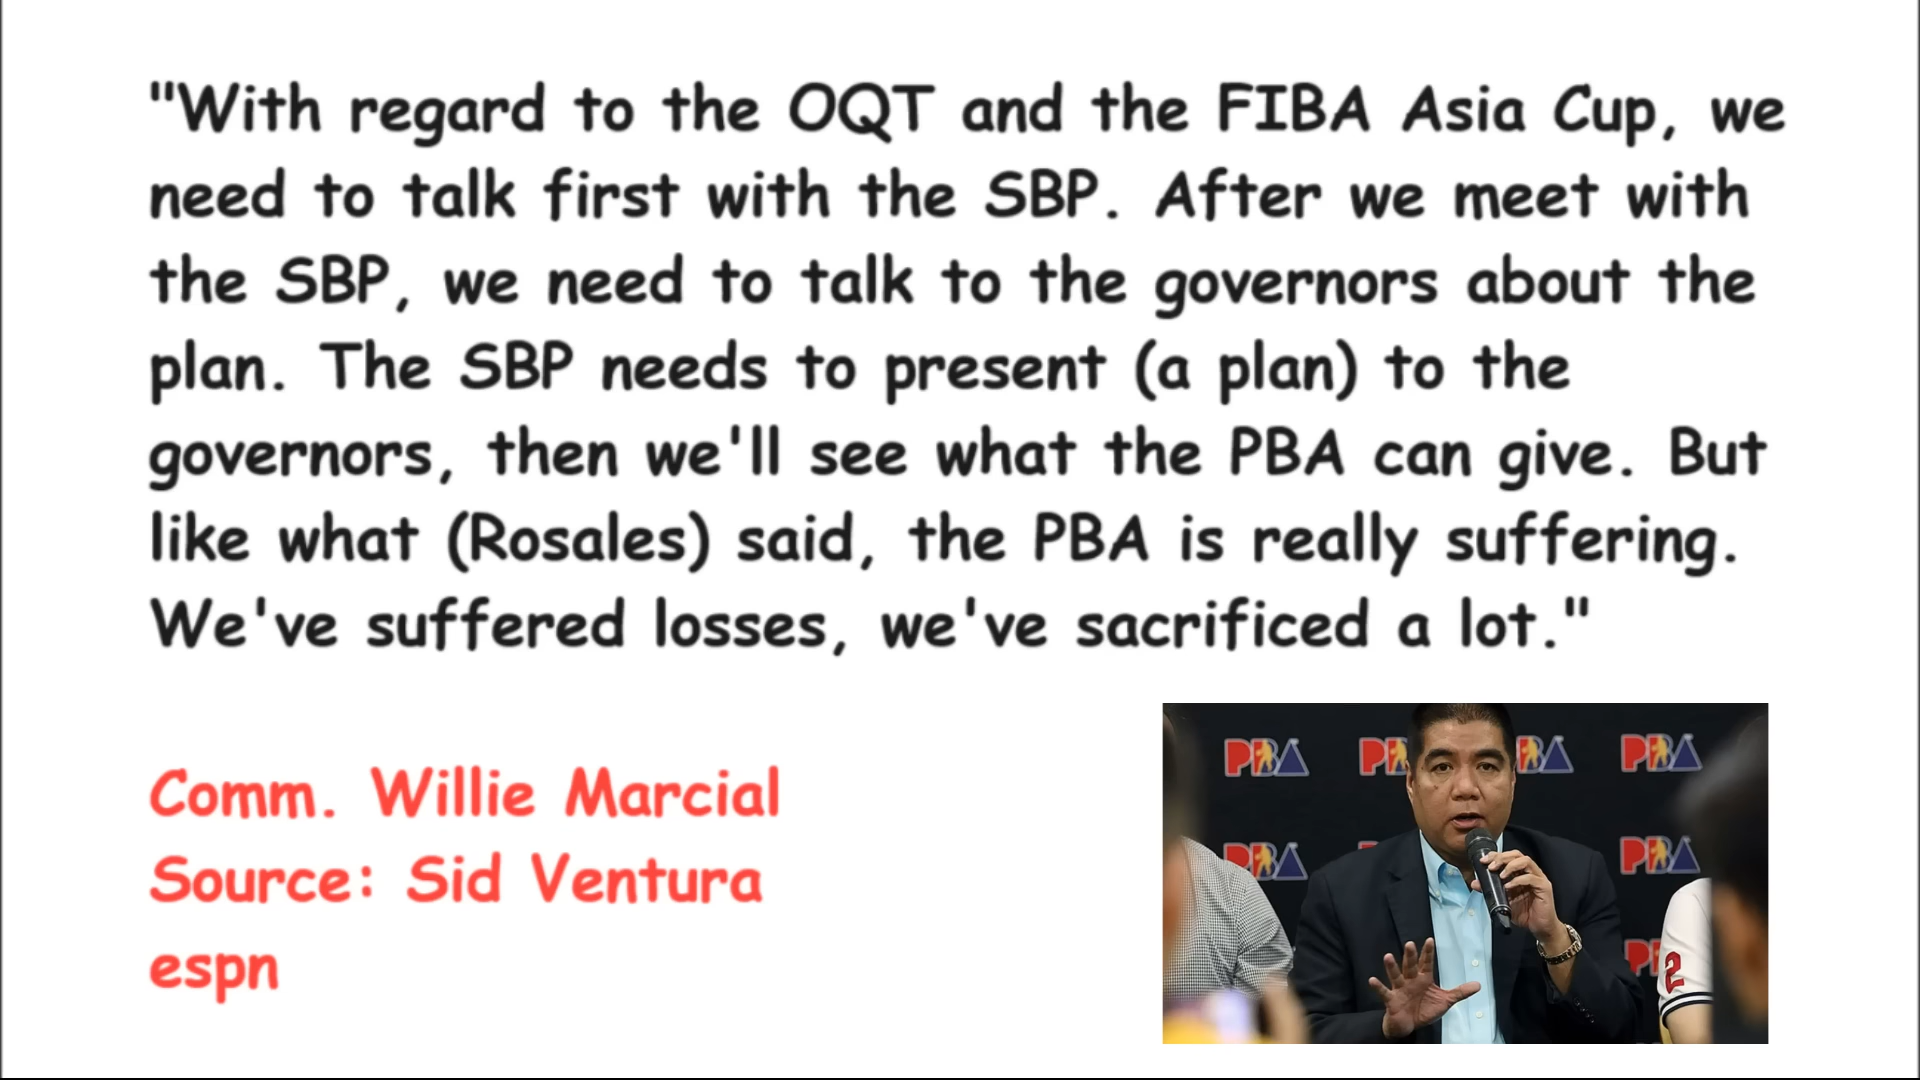 "With regard to the OQT and the FIBA Asia Cup, we
need to talk first with the SBP. After we meet with
the SBP, we need to talk to the governors about the
plan. The SBP needs to present (a plan) to the
governors, then we'll see what the PBA can give. But
like what (Rosales) said, the PBA is really suffering.
We've suffered losses, we've sacrificed a lot."
Comm. Willie Marcial
Source: Sid Ventura
espn
PBA
PBA
PBA
PBA
PBA
2